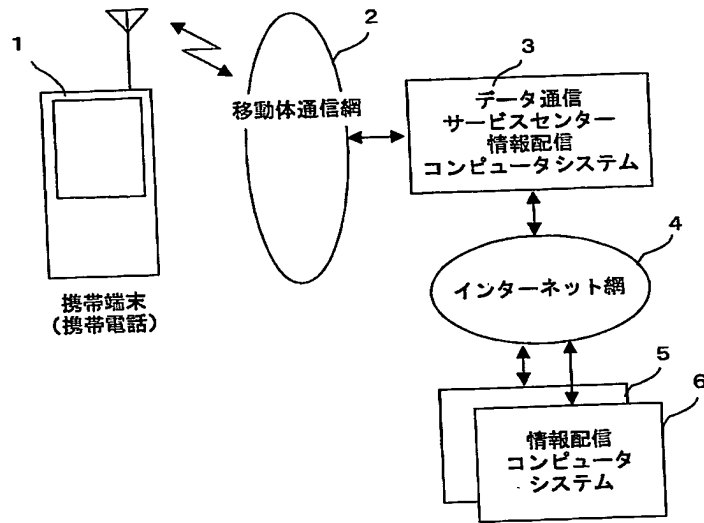 1
2
移動体通信網
3
データ通信
サービスセンター
情報配信
コンピュータシステム
携帯端末
(携帯電話)
4
インターネット網
5
6
情報配信
コンピュータ
システム